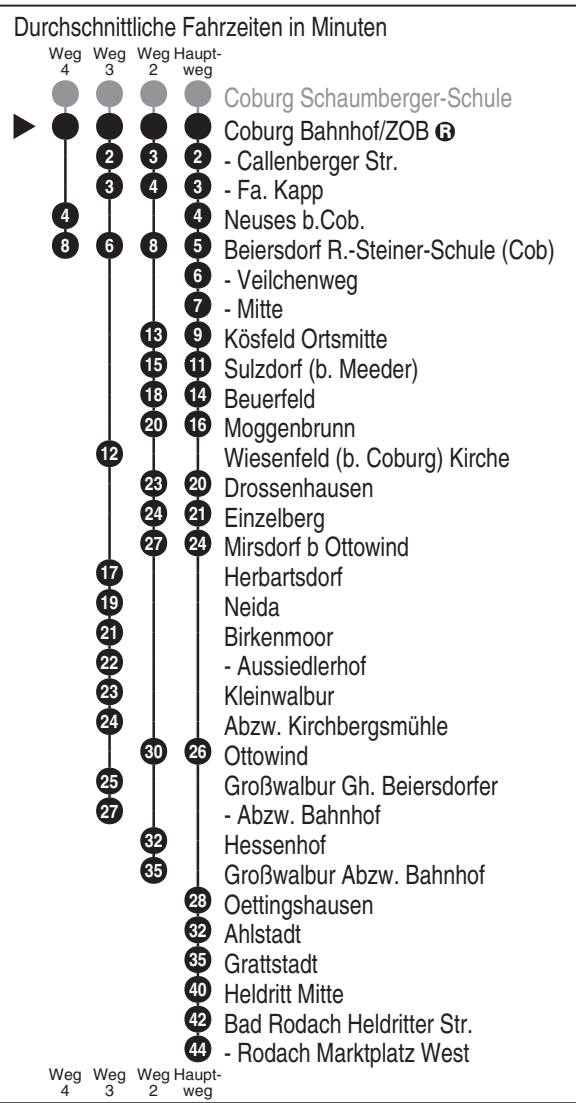 Durchschnittliche Fahrzeiten in Minuten
Weg Weg Weg Haupt-
4 3 2 weg
Coburg Schaumberger-Schule
Coburg Bahnhof/ZOB R
2 3 2 - Callenberger Str.
3 4 3 - Fa. Kapp
4 4 Neuses b.Cob.
8 6 8 5 Beiersdorf R.-Steiner-Schule (Cob)
6 - Veilchenweg
7 - Mitte
13 9 Kösfeld Ortsmitte
15 11 Sulzdorf (b. Meeder)
18 14 Beuerfeld
20 16 Moggenbrunn
12 Wiesenfeld (b. Coburg) Kirche
23 20 Drossenhausen
24 21 Einzelberg
27 24 Mirsdorf b Ottowind
17 Herbartsdorf
19 Neida
21 Birkenmoor
22 - Aussiedlerhof
23 Kleinwalbur
24 Abzw. Kirchbergsmühle
30 26 Ottowind
25 Großwalbur Gh. Beiersdorfer
27 - Abzw. Bahnhof
32 Hessenhof
35 Großwalbur Abzw. Bahnhof
28 Oettingshausen
32 Ahlstadt
35 Grattstadt
40 Heldritt Mitte
42 Bad Rodach Heldritter Str.
44 - Rodach Marktplatz West
Weg Weg Weg Haupt-
4 3 2 weg